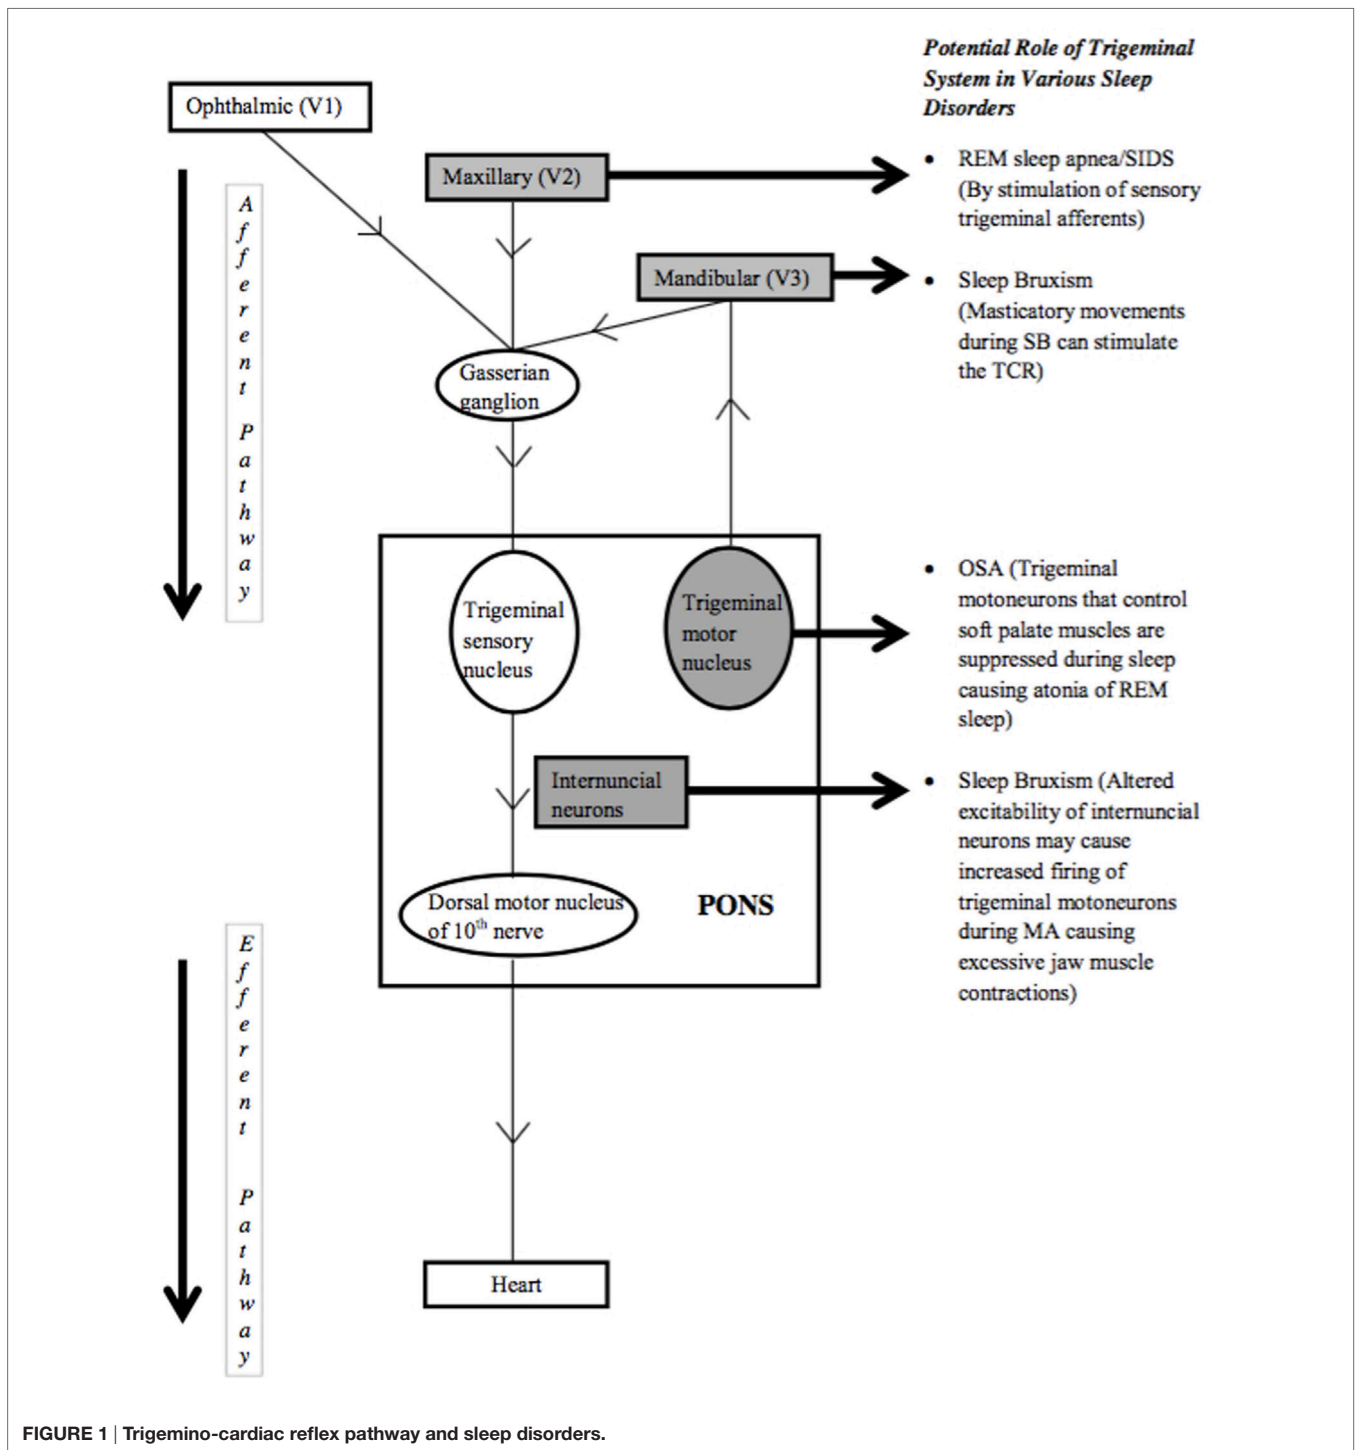 Potential Role of Trigeminal
System in Various Sleep
Disorders
Ophthalmic (V1)
Maxillary (V2)
• REM sleep apnea/SIDS
(By stimulation of sensory
trigeminal afferents)
Mandibular (V3)
• Sleep Bruxism
(Masticatory movements
during SB can stimulate
the TCR)
Afferent Pathway
Gasserian
ganglion
Trigeminal
sensory
nucleus
Trigeminal
motor
nucleus
• OSA (Trigeminal
motoneurons that control
soft palate muscles are
suppressed during sleep
causing atonia of REM
sleep)
Internuncial
neurons
• Sleep Bruxism (Altered
excitability of internuncial
neurons may cause
increased firing of
trigeminal motoneurons
during MA causing
excessive jaw muscle
contractions)
Dorsal motor nucleus
of 10th nerve
PONS
Efferent Pathway
Heart
FIGURE 1 | Trigemino-cardiac reflex pathway and sleep disorders.